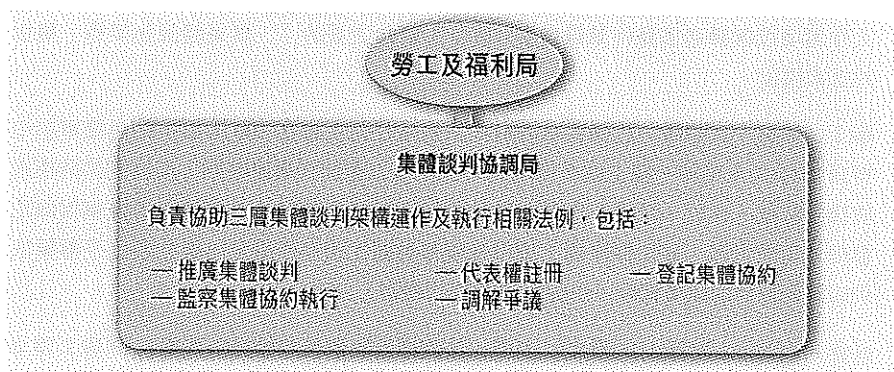 勞工及福利局
集體談判協調局
負責協助三層集體談判架構運作及執行相關法例，包括：
— 推廣集體談判 — 代表權註冊 — 登記集體協約
— 監察集體協約執行 — 調解爭議